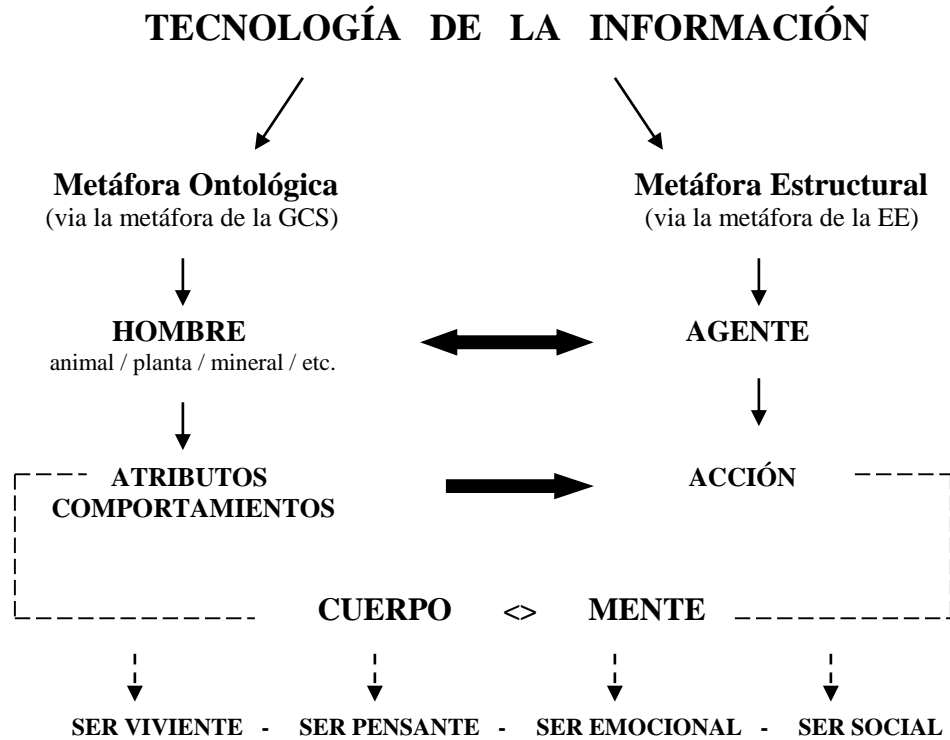 TECNOLOGÍA DE LA INFORMACIÓN
Metáfora Ontológica
(via la metáfora de la GCS)
Metáfora Estructural
(via la metáfora de la EE)
HOMBRE
animal / planta / mineral / etc.
AGENTE
ATRIBUTOS
COMPORTAMIENTOS
ACCIÓN
CUERPO <> MENTE
SER VIVIENTE - SER PENSANTE - SER EMOCIONAL - SER SOCIAL